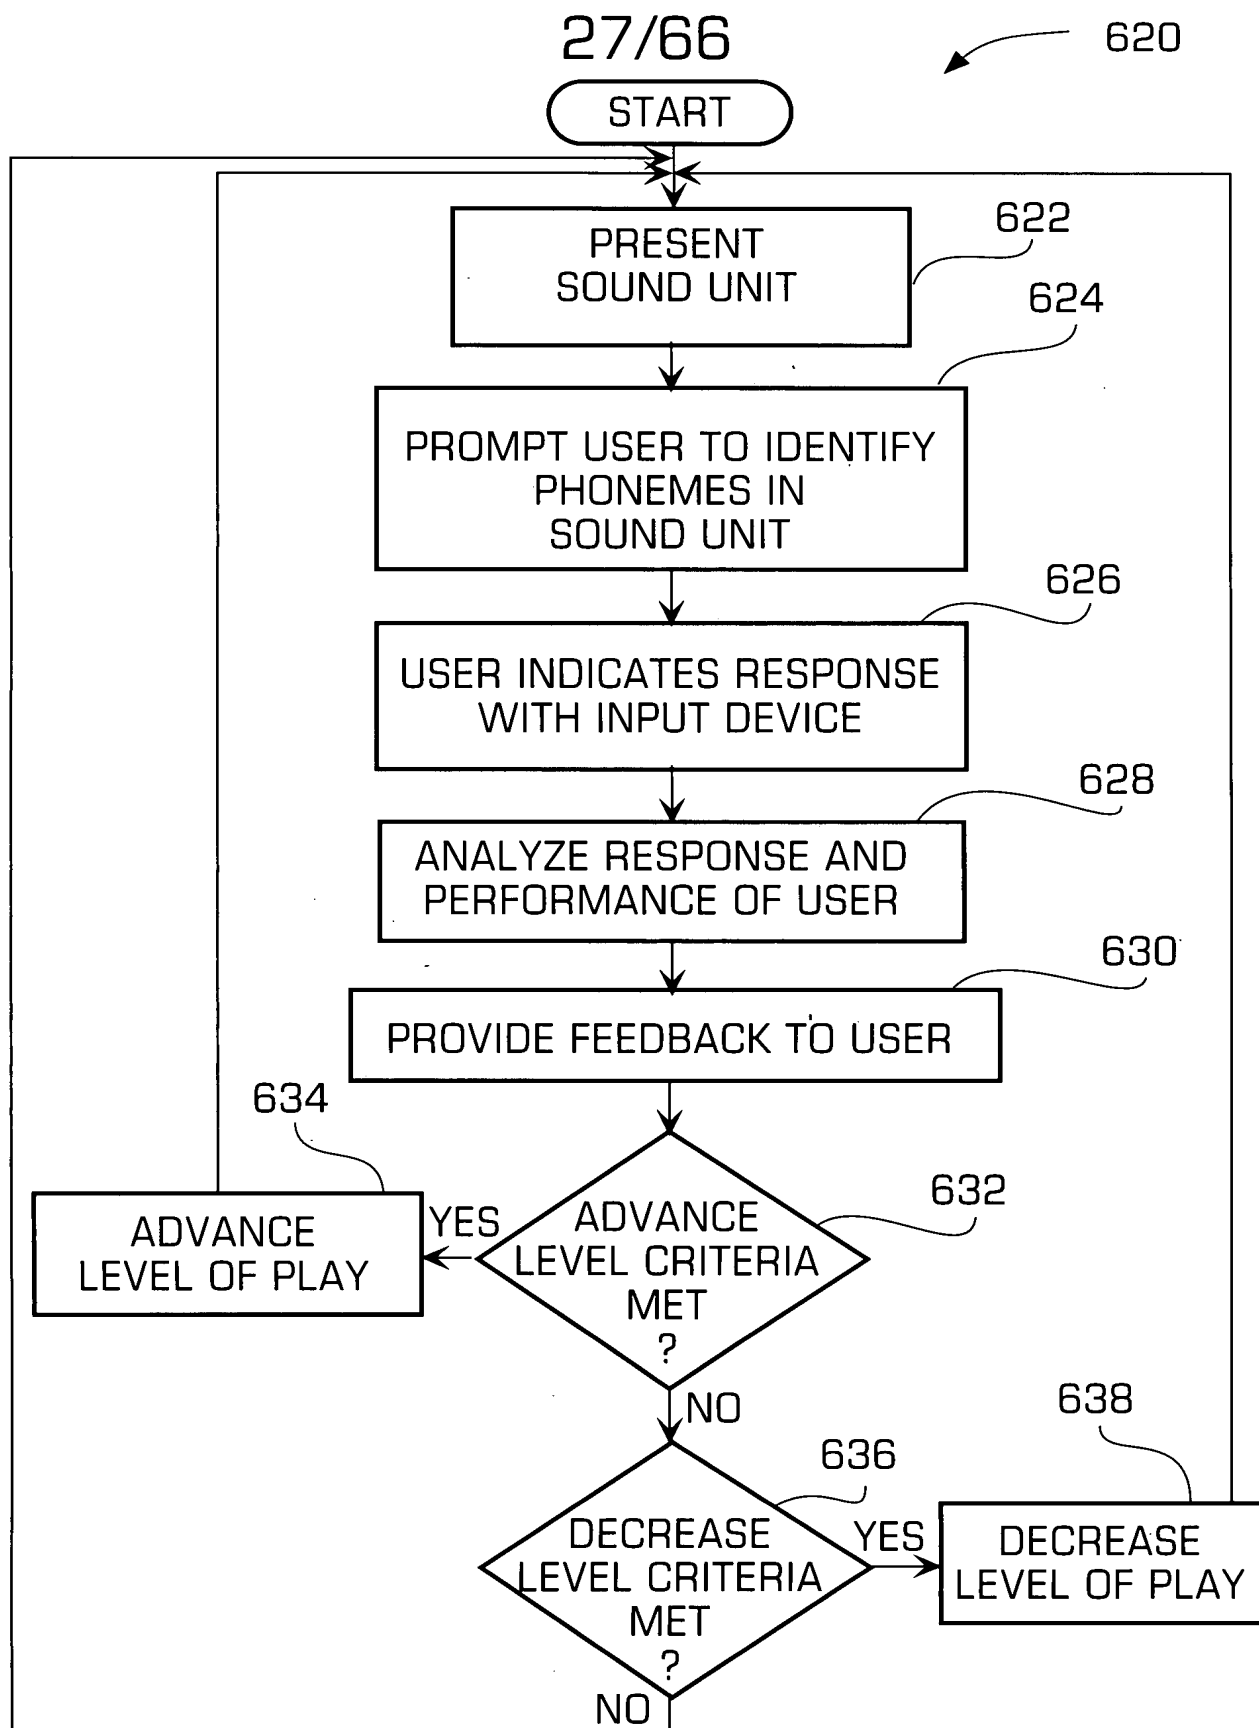 27/66
620
START
PRESENT
SOUND UNIT
622
624
PROMPT USER TO IDENTIFY
PHONEMES IN
SOUND UNIT
626
USER INDICATES RESPONSE
WITH INPUT DEVICE
628
ANALYZE RESPONSE AND
PERFORMANCE OF USER
630
PROVIDE FEEDBACK TO USER
634
632
ADVANCE
LEVEL OF PLAY
YES
ADVANCE
LEVEL CRITERIA
MET
?
NO
638
636
DECREASE
LEVEL CRITERIA
MET
?
YES
DECREASE
LEVEL OF PLAY
NO